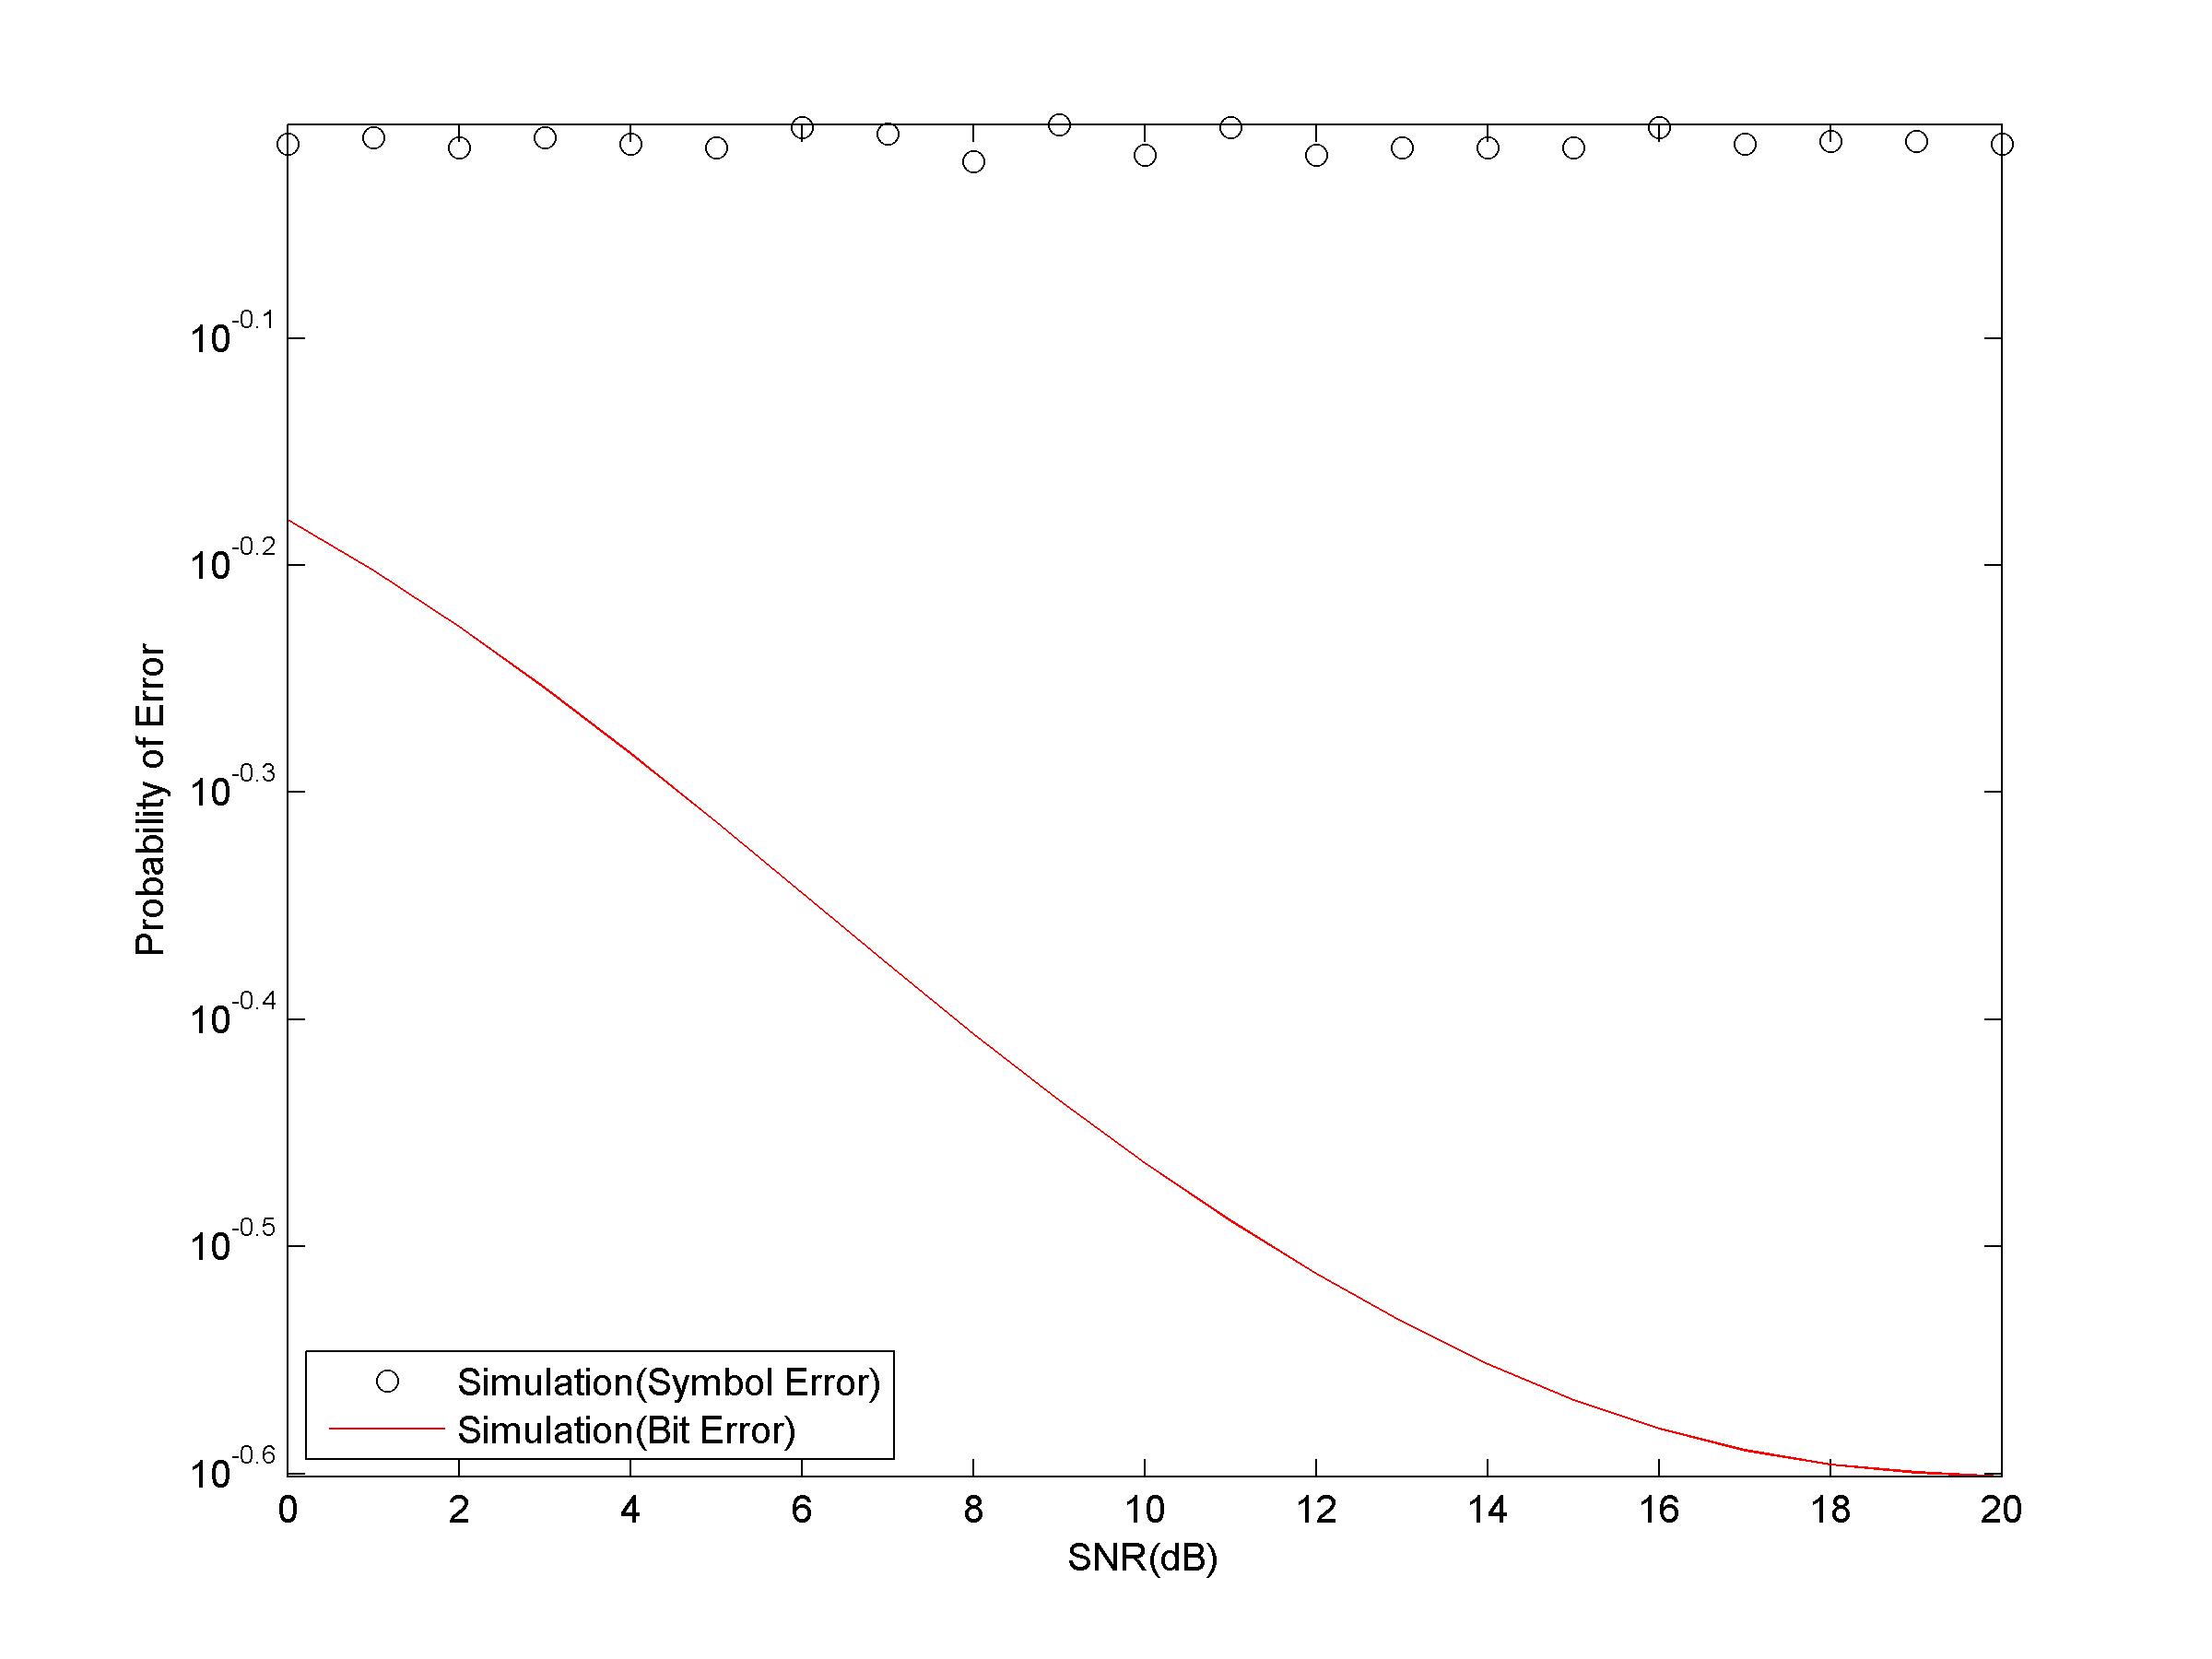 10^-0.1
10^-0.2
10^-0.3
10^-0.4
10^-0.5
10^-0.6
Probability of Error
Simulation(Symbol Error)
Simulation(Bit Error)
0 2 4 6 8 10 12 14 16 18 20
SNR(dB)